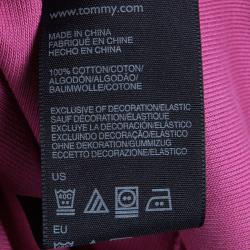 www.tommy.com
MADE IN CHINA
FABRIQUÉ EN CHINE
HECHO EN CHINA
100% COTTON/COTON/
ALGODÓN/ALGODÃO/
BAUMWOLLE/COTONE
EXCLUSIVE OF DECORATION/ELASTIC
SAUF DÉCORATION/ÉLASTIQUE
EXCLUYE LA DECORACIÓN/ELÁSTICO
EXCLUINDO DECORAÇÃO/ELÁSTICO
OHNE DEKORATION/GUMMIZUG
ECCETTO DECORAZIONE/ELASTICO
US
40C
EU